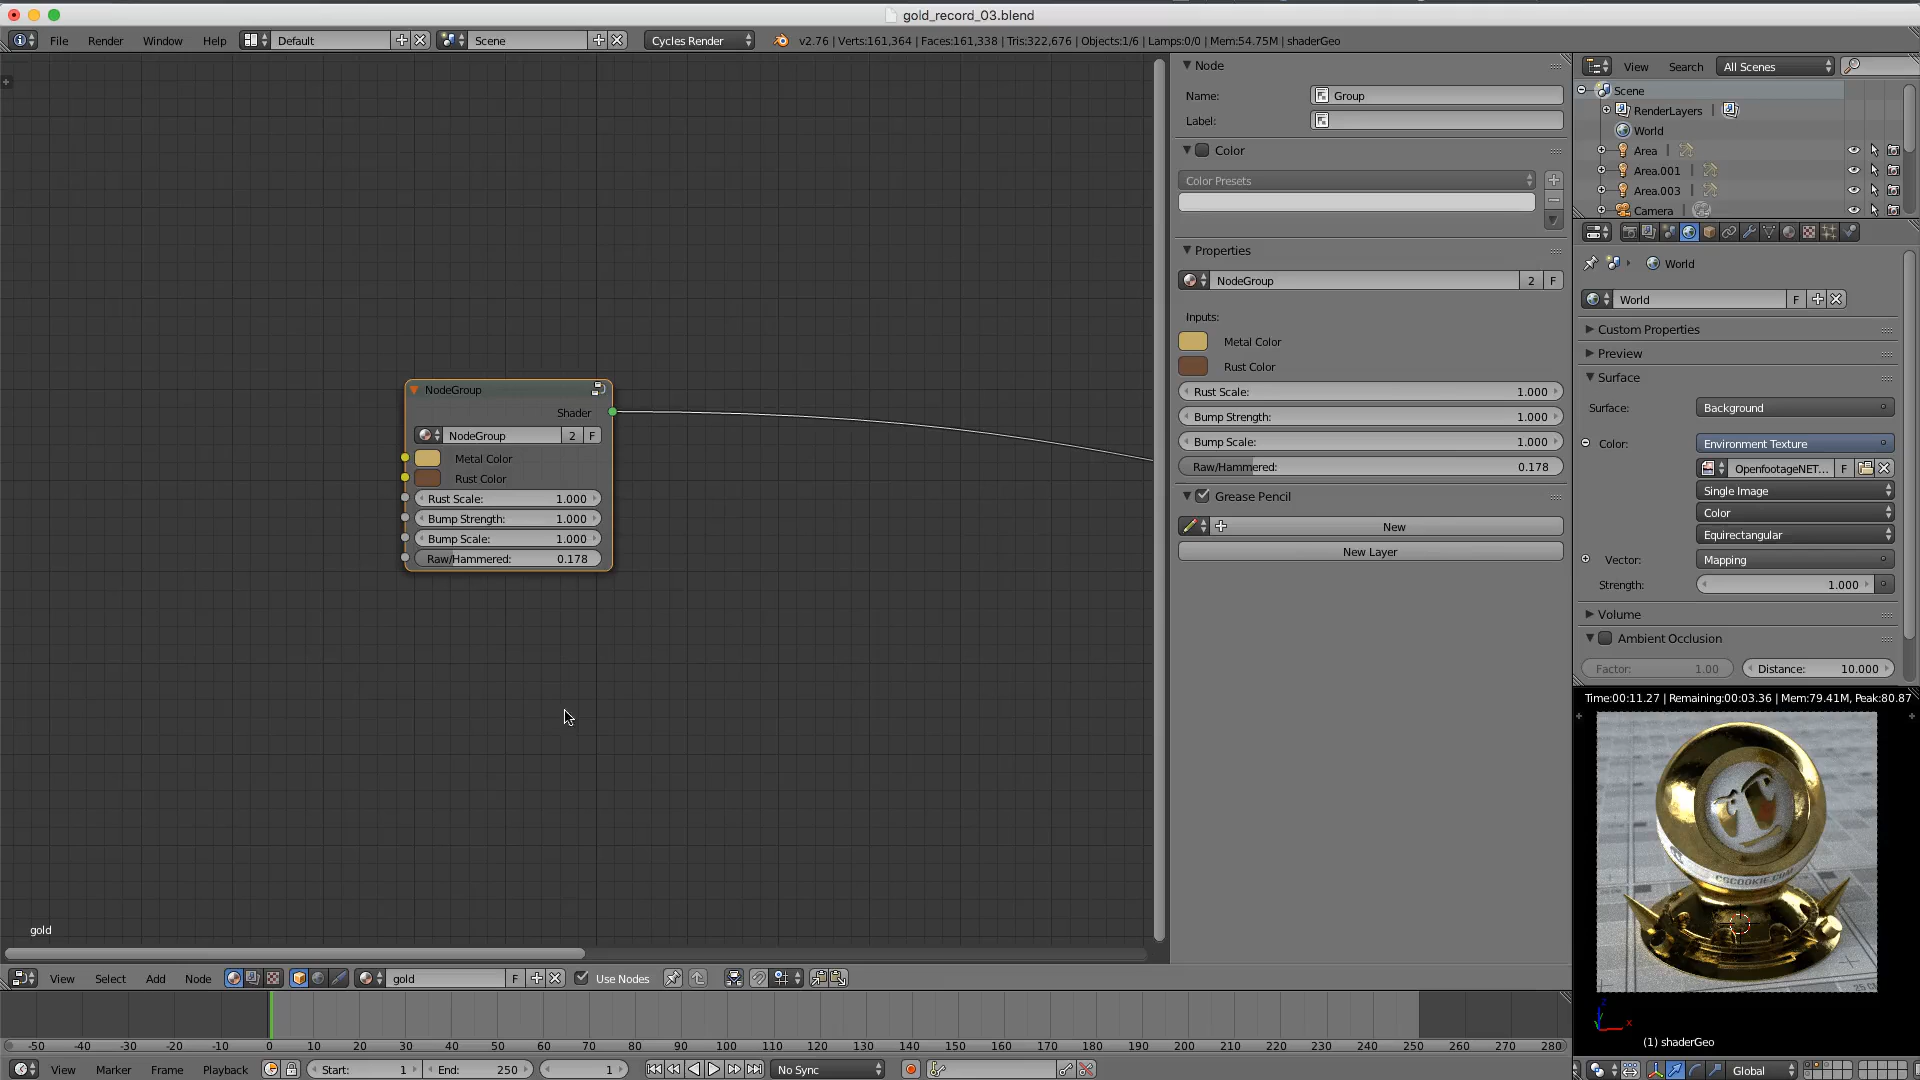 gold_record_03.blend
File Render Window Help Default Scene Cycles Render v2.76 | Verts:161,364 | Faces:161,338 | Tris:322,676 | Objects:1/6 | Lamps:0/0 | Mem:54.75M | shaderGeo
Node
Name: Group
Label:
Color
Color Presets
Properties
NodeGroup 2 F
Inputs:
Metal Color
Rust Color
Rust Scale: 1.000
Bump Strength: 1.000
Bump Scale: 1.000
Raw/Hammered: 0.178
Grease Pencil
New
New Layer
NodeGroup
Shader
NodeGroup 2 F
Metal Color
Rust Color
Rust Scale: 1.000
Bump Strength: 1.000
Bump Scale: 1.000
Raw/Hammered: 0.178
gold
View Select Add Node gold F Use Nodes
-50 -40 -30 -20 -10 0 10 20 30 40 50 60 70 80 90 100 110 120 130 140 150 160 170 180 190 200 210 220 230 240 250 260 270 280
View Marker Frame Playback Start: 1 End: 250 1 No Sync
View Search All Scenes
Scene
RenderLayers |
World
Area |
Area.001 |
Area.003 |
Camera |
World
World F
Custom Properties
Preview
Surface
Surface: Background
Color: Environment Texture
OpenfootageNET... F
Single Image
Color
Equirectangular
Vector: Mapping
Strength: 1.000
Volume
Ambient Occlusion
Factor: 1.00 Distance: 10.000
Time:00:11.27 | Remaining:00:03.36 | Mem:79.41M, Peak:80.87
CGCOOKIE.COM
25 C
(1) shaderGeo
Global